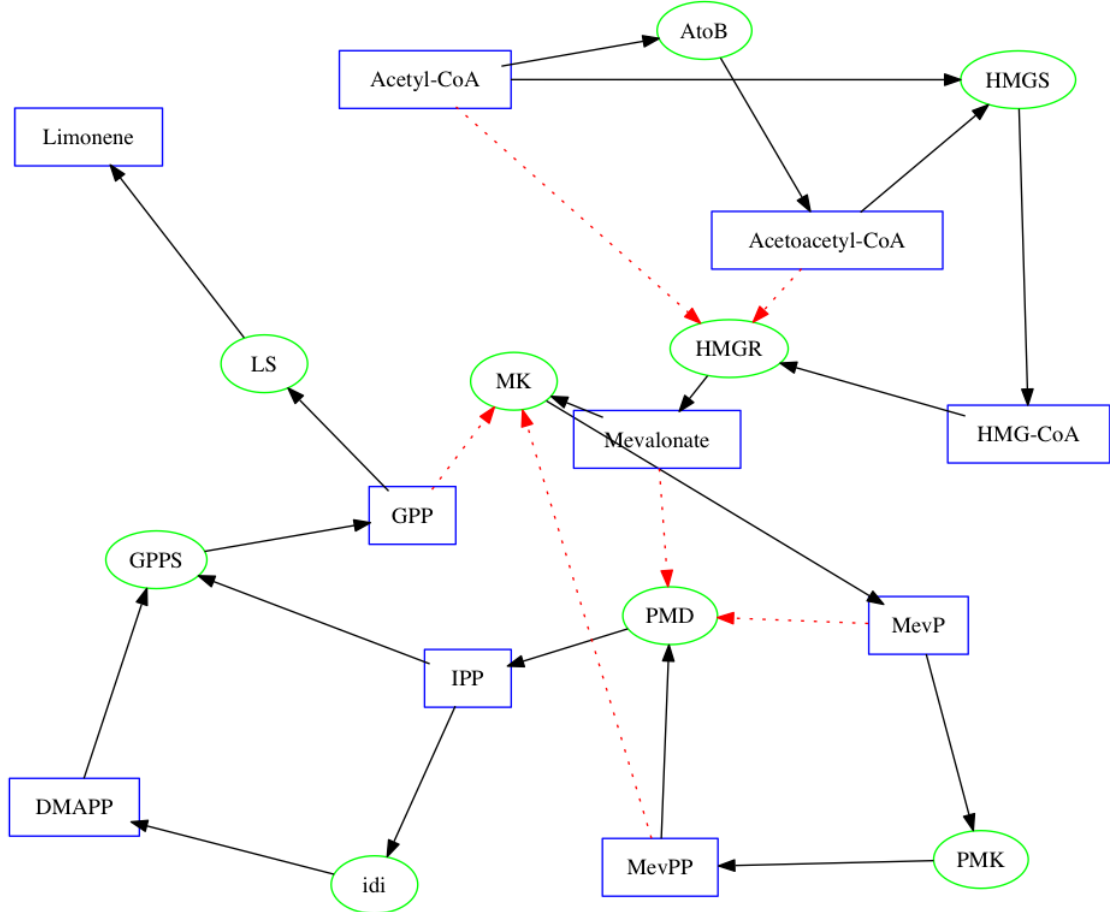 AtoB
Acetyl-CoA
HMGS
Limonene
Acetoacetyl-CoA
HMGR
LS
MK
Mevalonate
HMG-CoA
GPP
GPPS
PMD
MevP
IPP
DMAPP
MevPP
PMK
idi